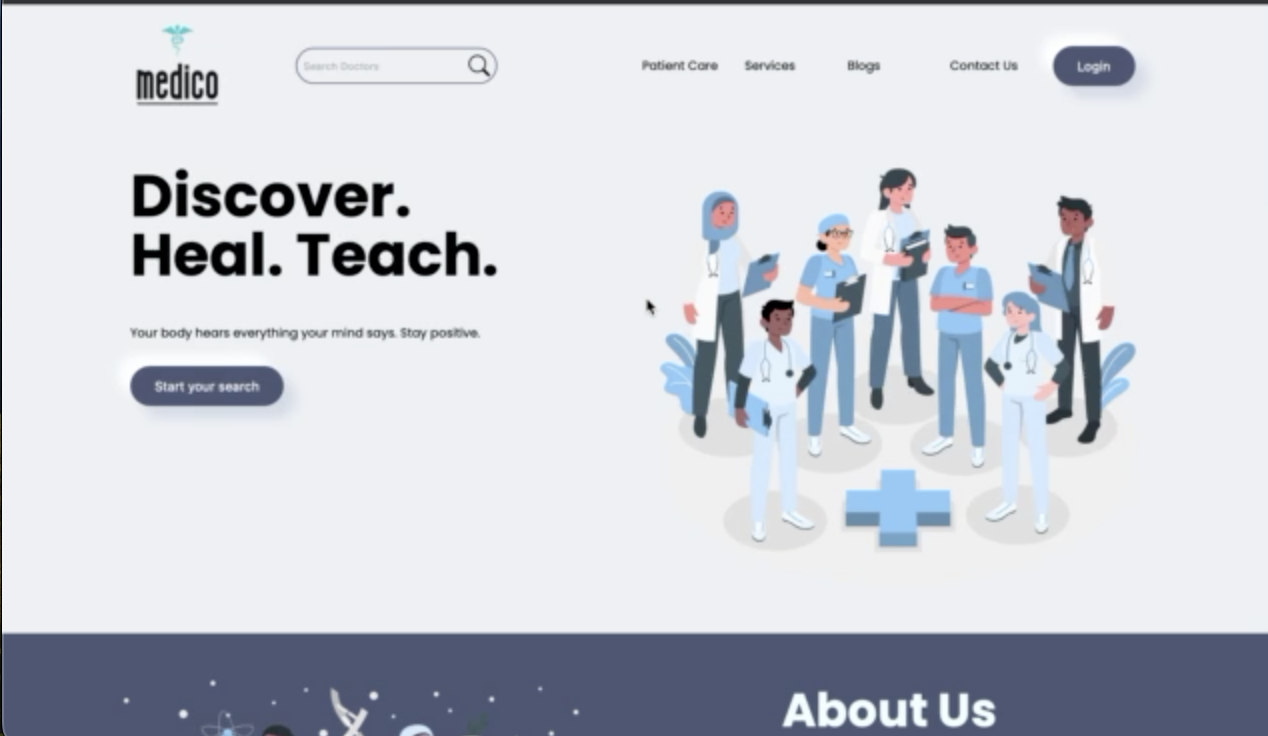 medico
Search Doctors
Patient Care
Services
Blogs
Contact Us
Login
Discover.
Heal. Teach.
Your body hears everything your mind says. Stay positive.
Start your search
About Us